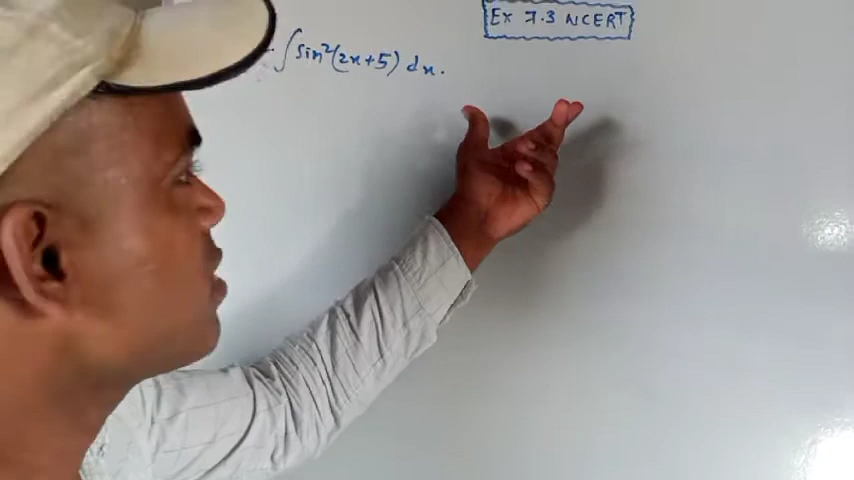 Ex 7.3 NCERT
∫ sin²(2x+5) dx.